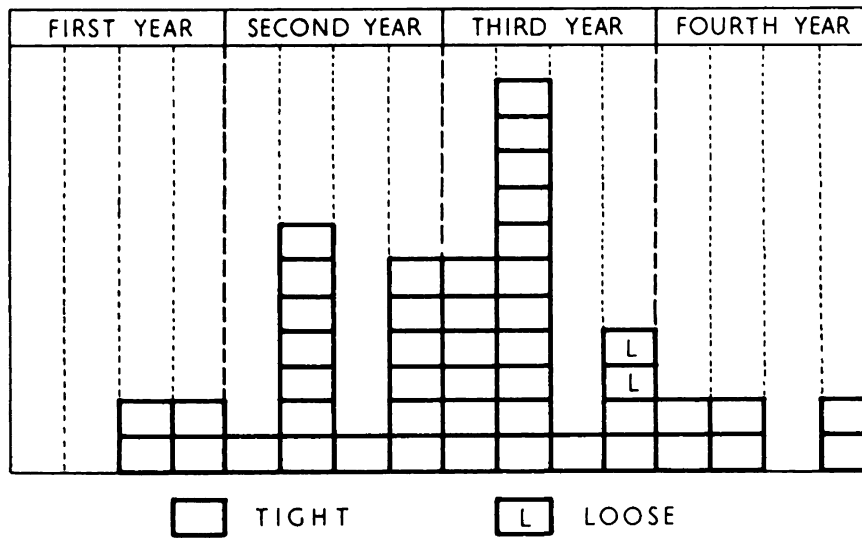 FIRST YEAR SECOND YEAR THIRD YEAR FOURTH YEAR
L
L
TIGHT L LOOSE